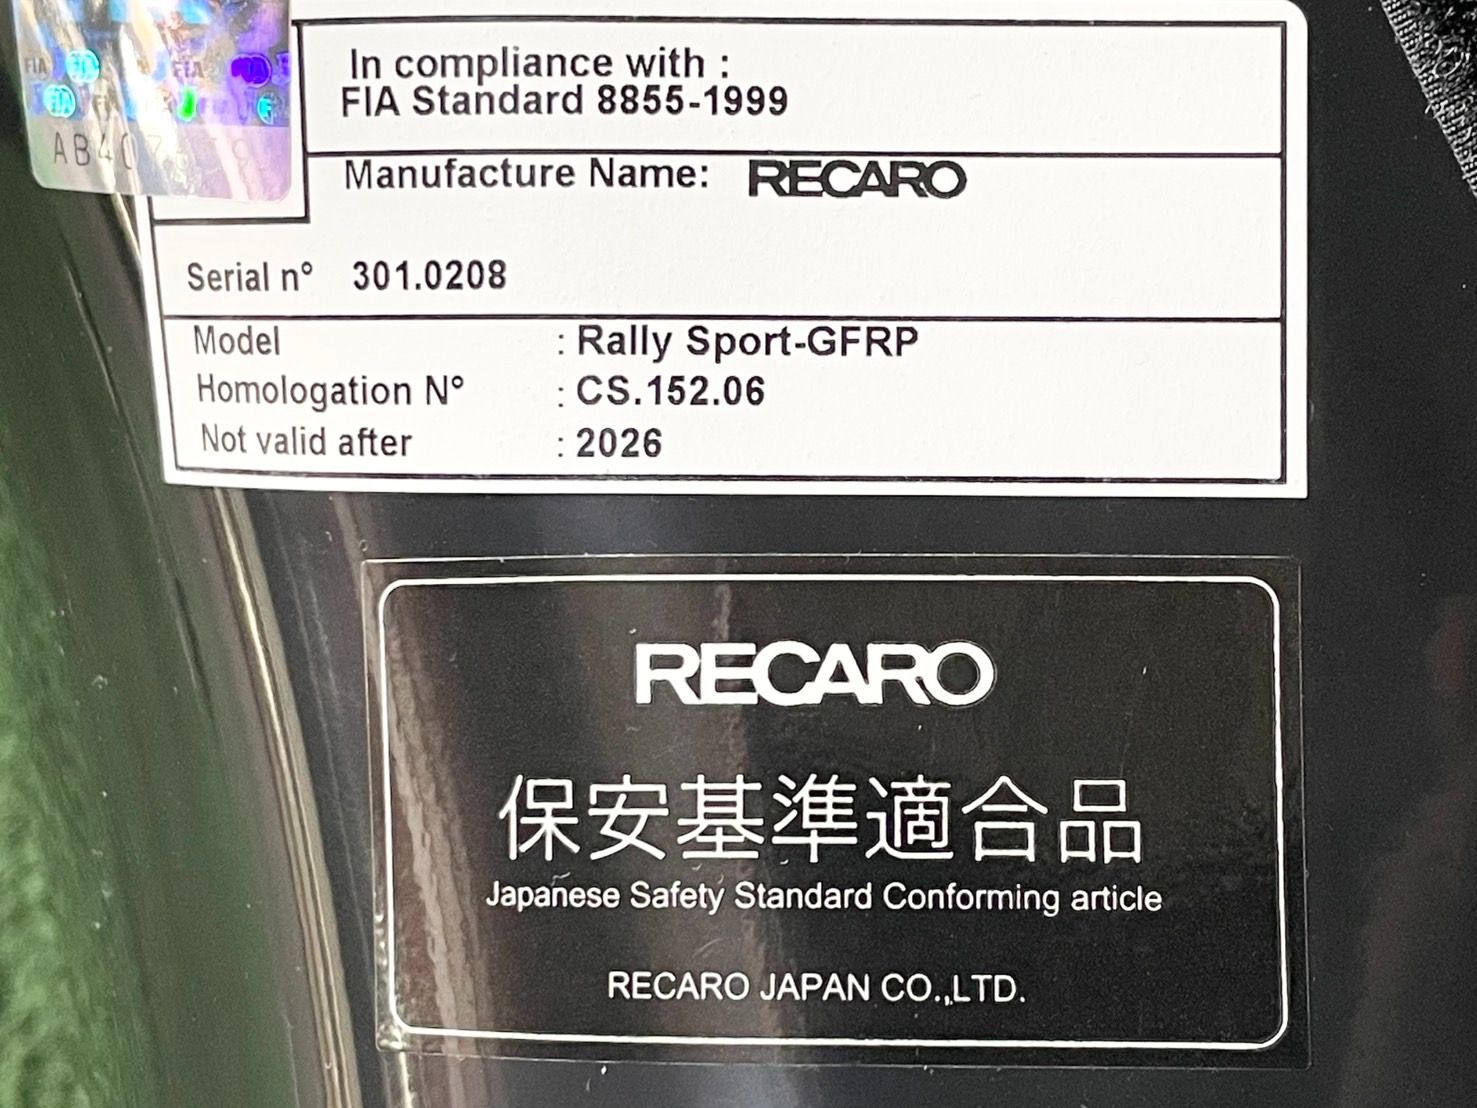 In compliance with :
FIA Standard 8855-1999
Manufacture Name: RECARO
Serial n° 301.0208
Model : Rally Sport-GFRP
Homologation N° : CS.152.06
Not valid after : 2026
RECARO
保安基準適合品
Japanese Safety Standard Conforming article
RECARO JAPAN CO.,LTD.